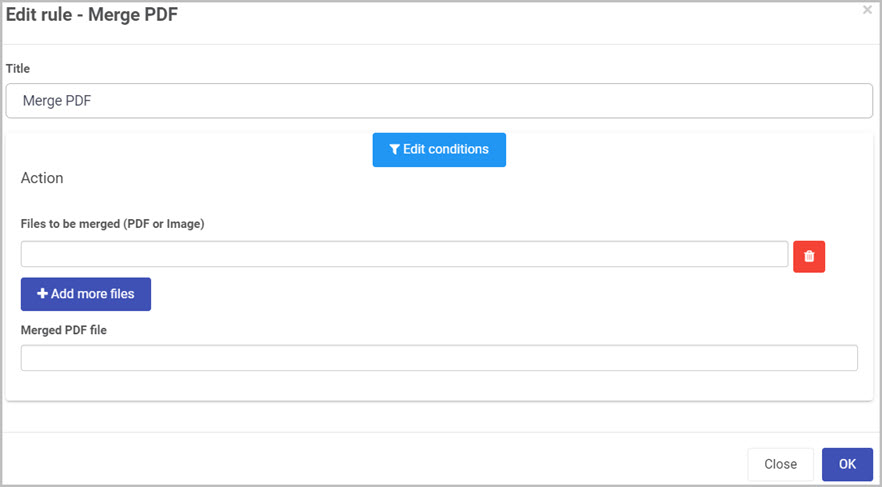 Edit rule - Merge PDF
Title
Merge PDF
Edit conditions
Action
Files to be merged (PDF or Image)
Add more files
Merged PDF file
Close OK